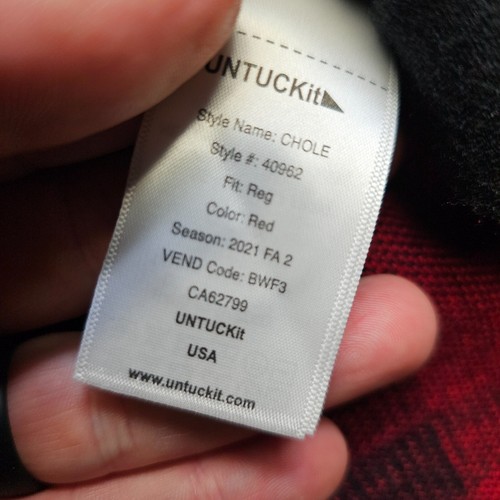 UNTUCKit
Style Name: CHOLE
Style #: 40962
Fit: Reg
Color: Red
Season: 2021 FA 2
VEND Code: BWF3
CA62799
UNTUCKit
USA
www.untuckit.com